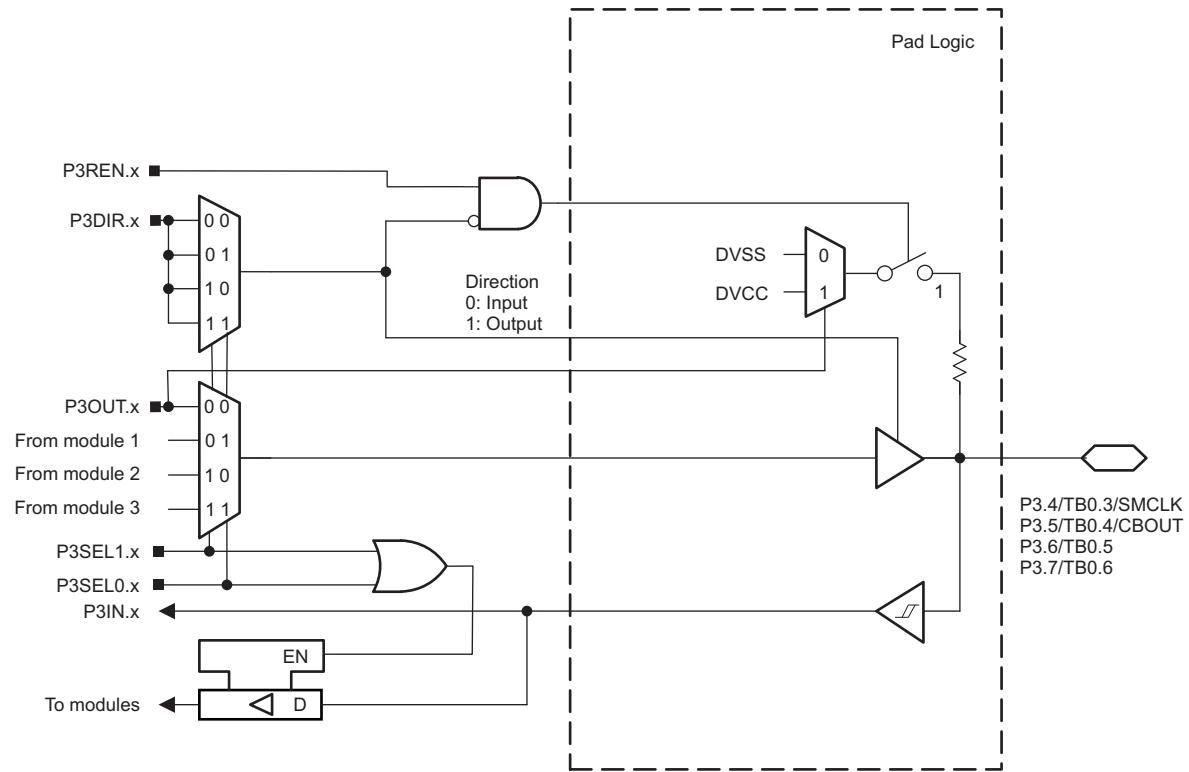 Pad Logic
P3REN.x
P3DIR.x
0 0
0 1
1 0
1 1
Direction
0: Input
1: Output
DVSS
0
DVCC
1
1
P3OUT.x
0 0
From module 1
0 1
From module 2
1 0
From module 3
1 1
P3.4/TB0.3/SMCLK
P3.5/TB0.4/CBOUT
P3.6/TB0.5
P3.7/TB0.6
P3SEL1.x
P3SEL0.x
P3IN.x
EN
To modules
D